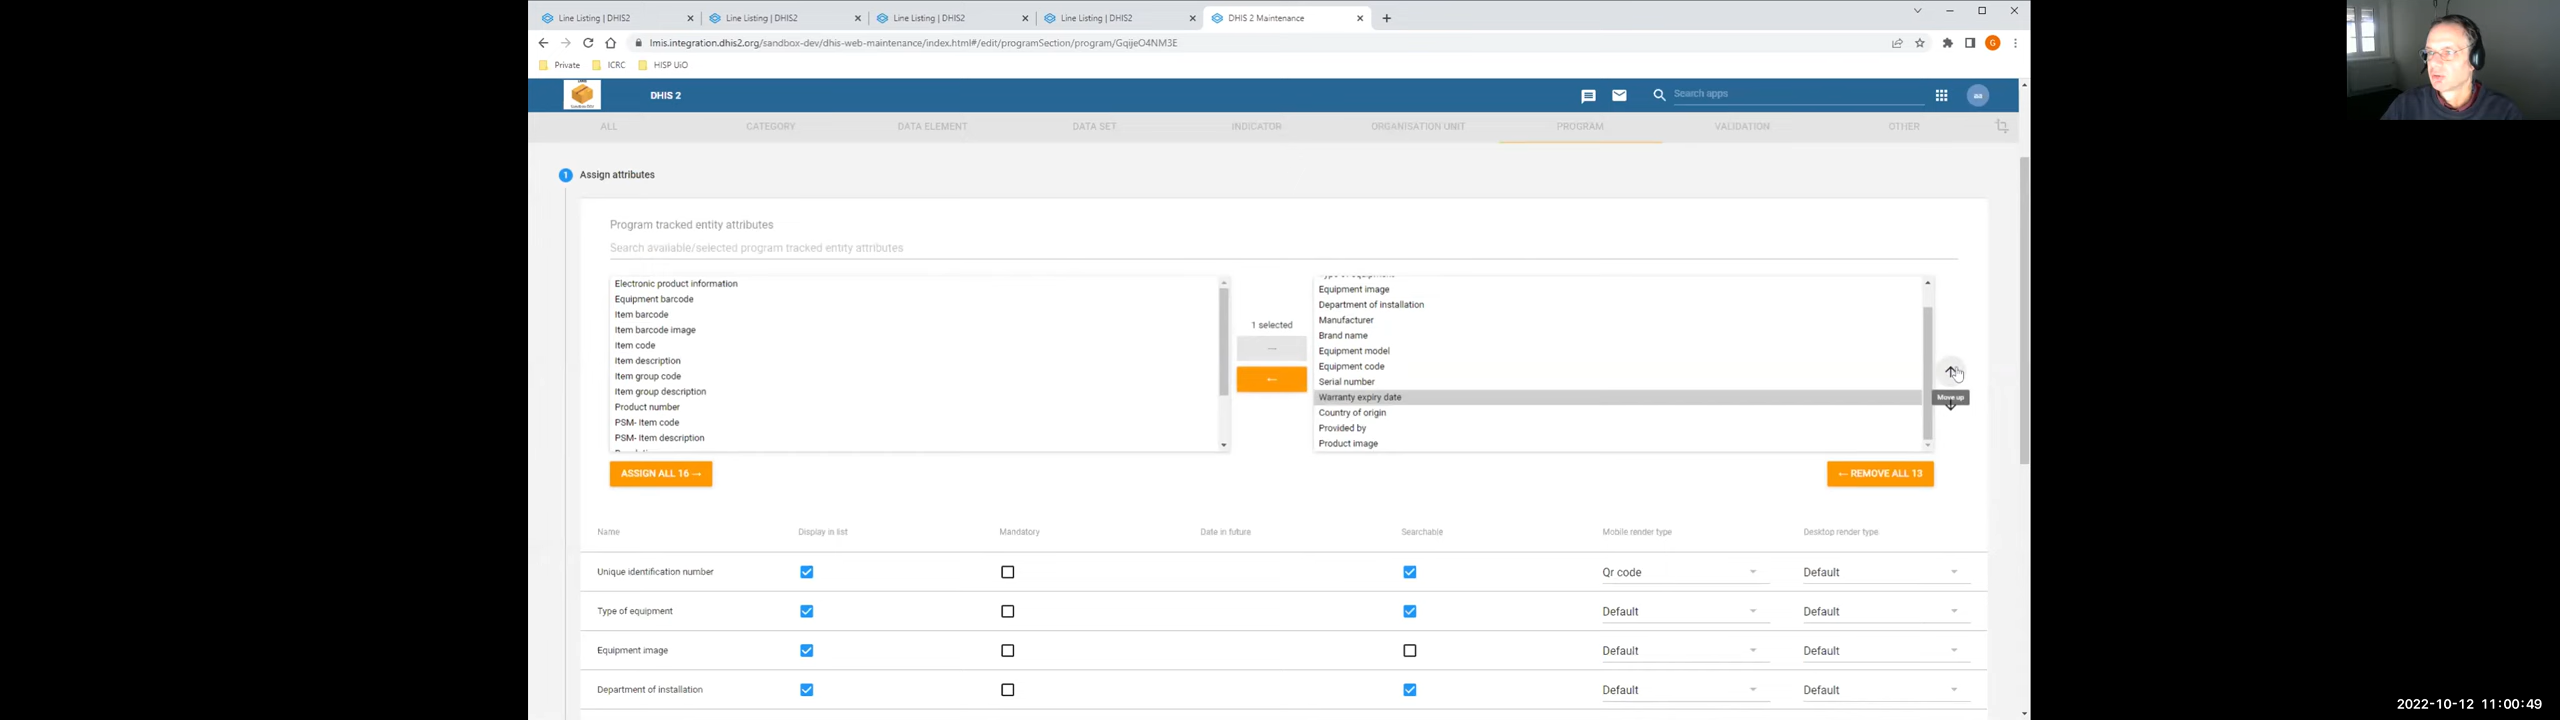 Line Listing | DHIS2
Line Listing | DHIS2
Line Listing | DHIS2
Line Listing | DHIS2
DHIS 2 Maintenance
lmis.integration.dhis2.org/sandbox-dev/dhis-web-maintenance/index.html#/edit/programSection/program/GqijeO4NM3E
G
Private
ICRC
HISP UiO
DHIS 2
Search apps
aa
ALL
CATEGORY
DATA ELEMENT
DATA SET
INDICATOR
ORGANISATION UNIT
PROGRAM
VALIDATION
OTHER
1 Assign attributes
Program tracked entity attributes
Search available/selected program tracked entity attributes
Electronic product information
Equipment barcode
Item barcode
Item barcode image
Item code
Item description
Item group code
Item group description
Product number
PSM- Item code
PSM- Item description
1 selected
→
←
Type of equipment
Equipment image
Department of installation
Manufacturer
Brand name
Equipment model
Equipment code
Serial number
Warranty expiry date
Country of origin
Provided by
Product image
Move up
ASSIGN ALL 16 →
← REMOVE ALL 13
Name Display in list Mandatory Date in future Searchable Mobile render type Desktop render type
Unique identification number Qr code Default
Type of equipment Default Default
Equipment image Default Default
Department of installation Default Default
2022-10-12 11:00:49